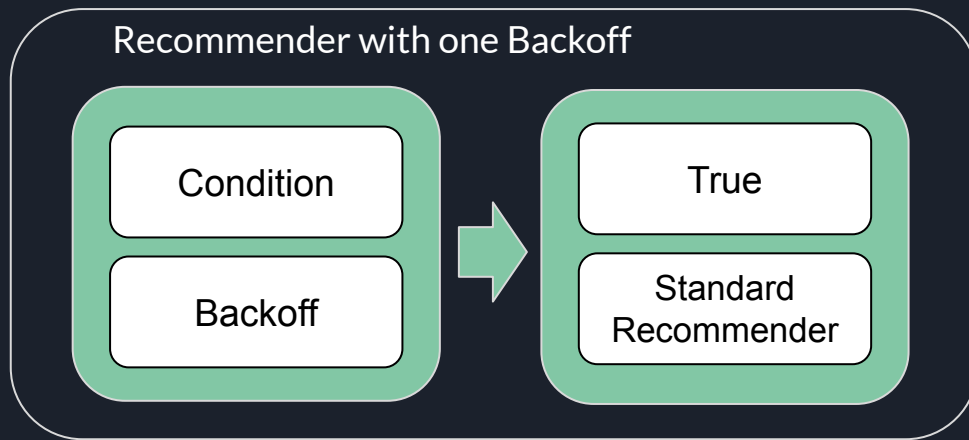 Recommender with one Backoff
Condition
Backoff
True
Standard
Recommender